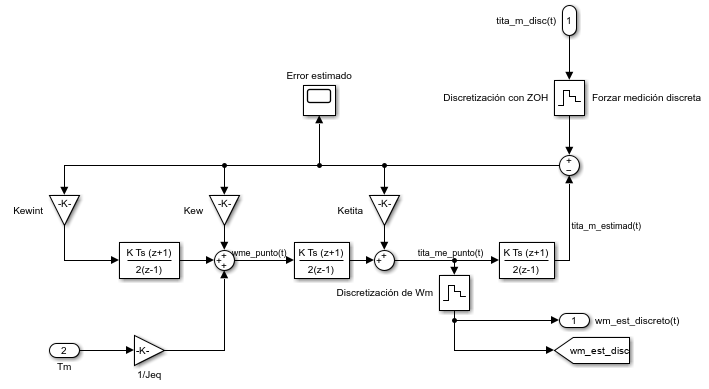 tita_m_disc(t)
1
Error estimado
Discretización con ZOH
Forzar medición discreta
+
−
-K-
-K-
-K-
Kewint
Kew
Ketita
tita_m_estimad(t)
K Ts (z+1)
2(z-1)
+
+
+
wme_punto(t)
K Ts (z+1)
2(z-1)
+
+
tita_me_punto(t)
K Ts (z+1)
2(z-1)
Discretización de Wm
1
wm_est_discreto(t)
2
Tm
-K-
1/Jeq
wm_est_disc